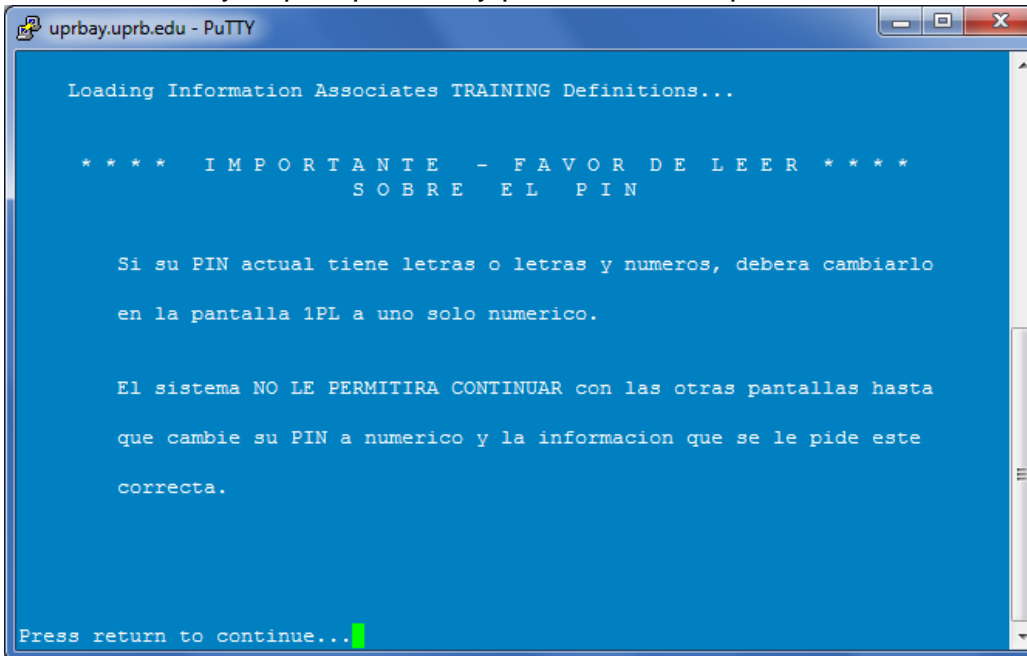 uprbay.uprb.edu - PuTTY
Loading Information Associates TRAINING Definitions...
* * * * I M P O R T A N T E - F A V O R D E L E E R * * * *
S O B R E E L P I N
Si su PIN actual tiene letras o letras y numeros, debera cambiarlo
en la pantalla 1PL a uno solo numerico.
El sistema NO LE PERMITIRA CONTINUAR con las otras pantallas hasta
que cambie su PIN a numerico y la informacion que se le pide este
correcta.
Press return to continue...